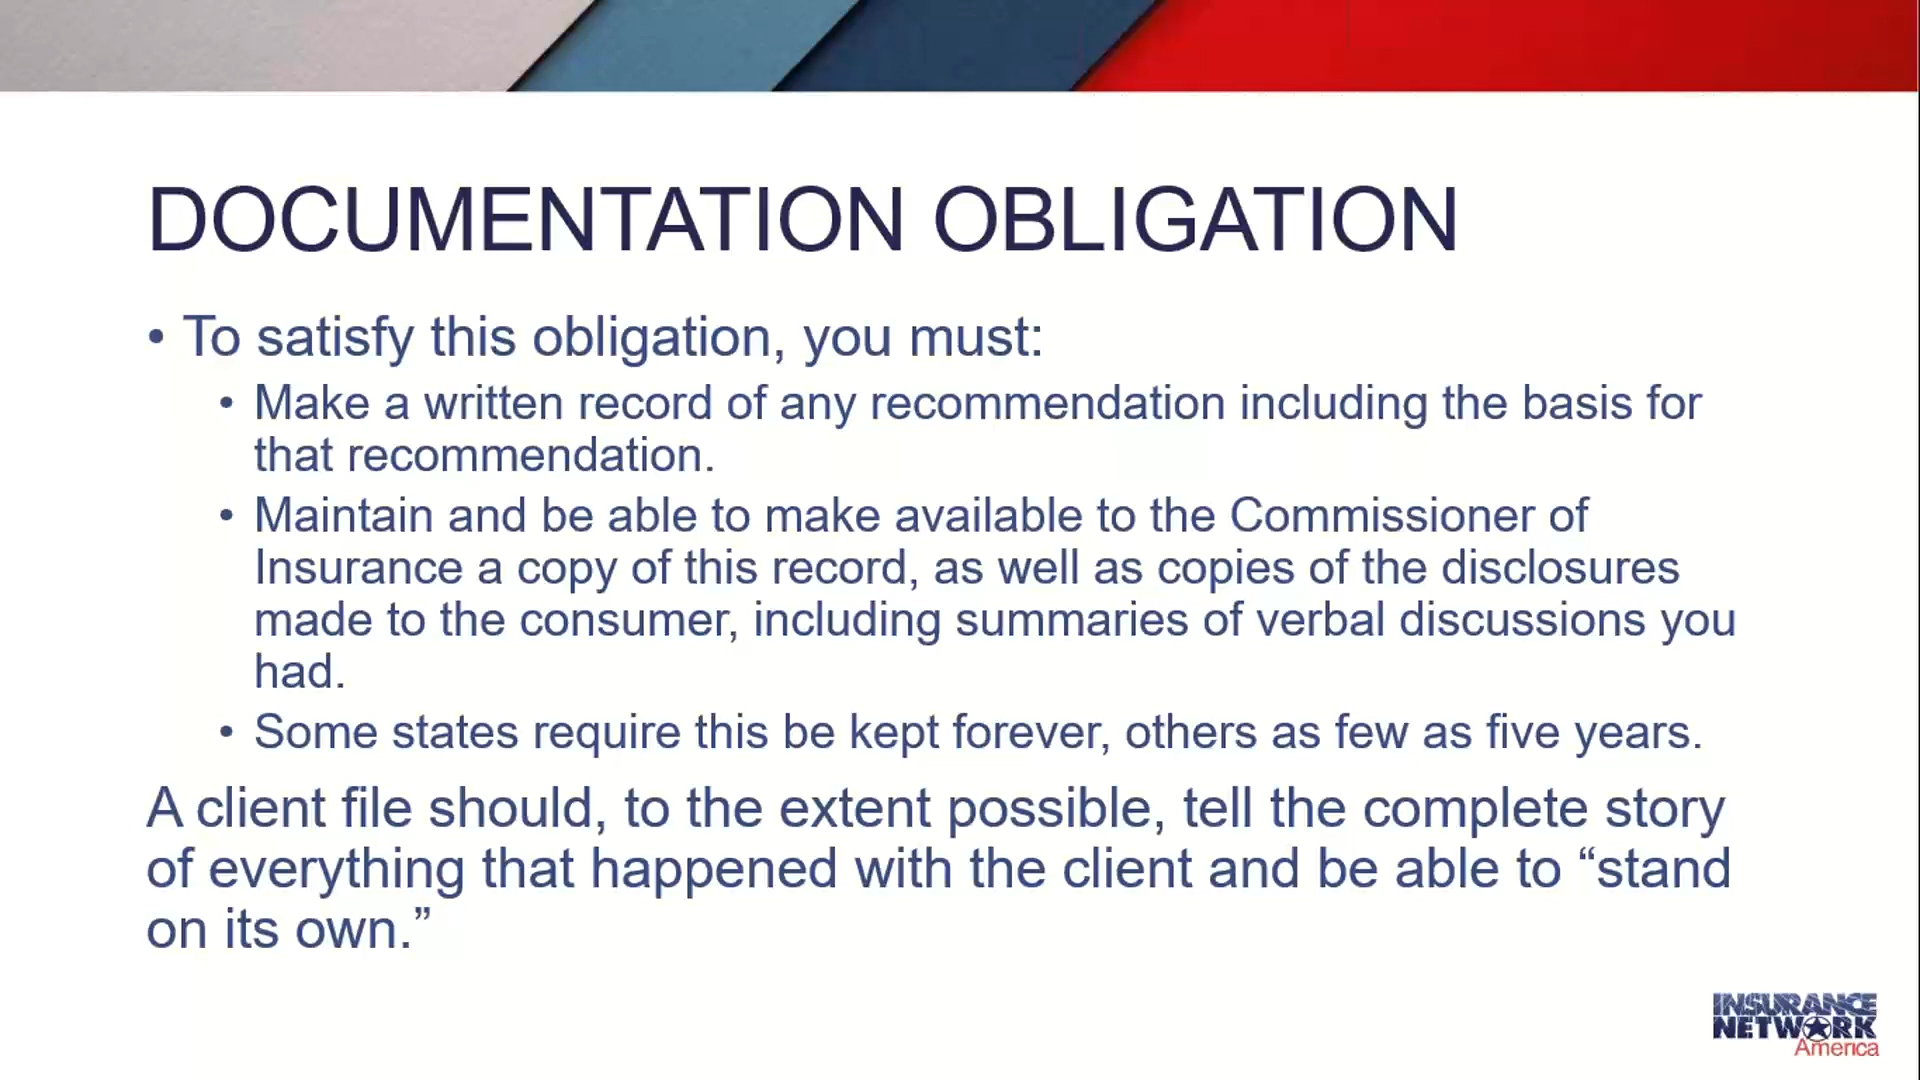 DOCUMENTATION OBLIGATION
• To satisfy this obligation, you must:
• Make a written record of any recommendation including the basis for
that recommendation.
• Maintain and be able to make available to the Commissioner of
Insurance a copy of this record, as well as copies of the disclosures
made to the consumer, including summaries of verbal discussions you
had.
• Some states require this be kept forever, others as few as five years.
A client file should, to the extent possible, tell the complete story
of everything that happened with the client and be able to “stand
on its own.”
INSURANCE
NETWORK
America